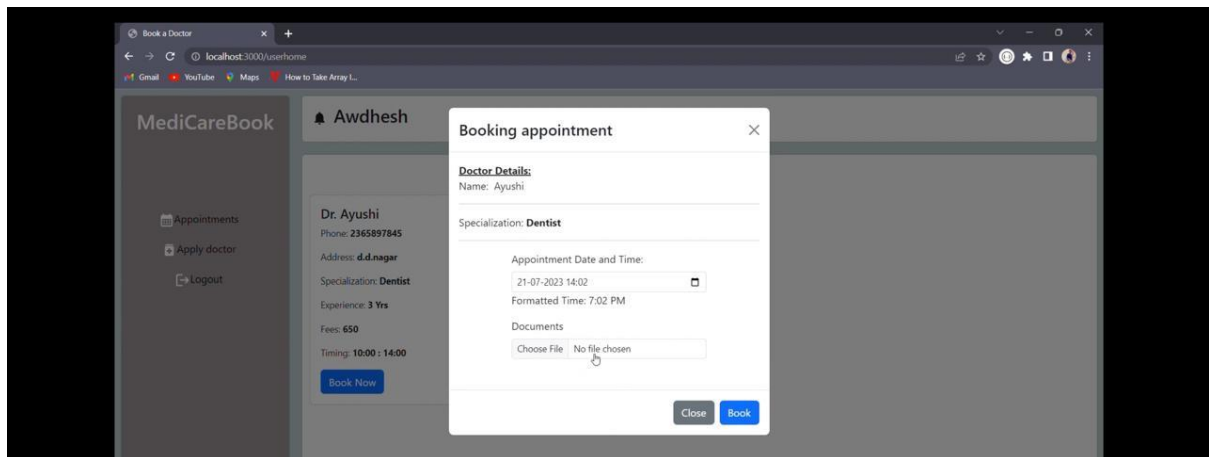 Book a Doctor
localhost:3000/userhome
Gmail YouTube Maps How to Take Array I...
MediCareBook
Appointments
Apply doctor
Logout
Awdhesh
Dr. Ayushi
Phone: 2365897845
Address: d.d.nagar
Specialization: Dentist
Experience: 3 Yrs
Fees: 650
Timing: 10:00 : 14:00
Book Now
Booking appointment
Doctor Details:
Name: Ayushi
Specialization: Dentist
Appointment Date and Time:
21-07-2023 14:02
Formatted Time: 7:02 PM
Documents
Choose File No file chosen
Close Book